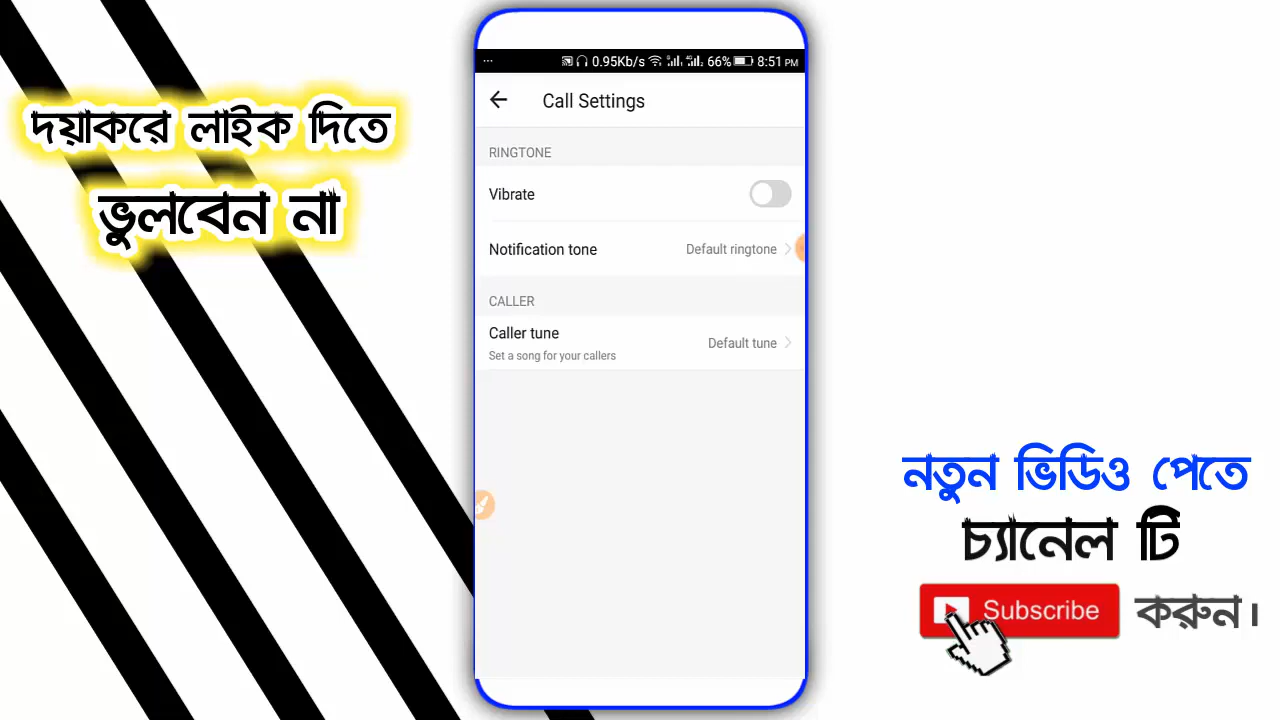 দয়াকরে লাইক দিতে
ভুলবেন না
... 0.95Kb/s 66% 8:51 PM
Call Settings
RINGTONE
Vibrate
Notification tone Default ringtone
CALLER
Caller tune Default tune
Set a song for your callers
নতুন ভিডিও পেতে
চ্যানেল টি
Subscribe করুন।